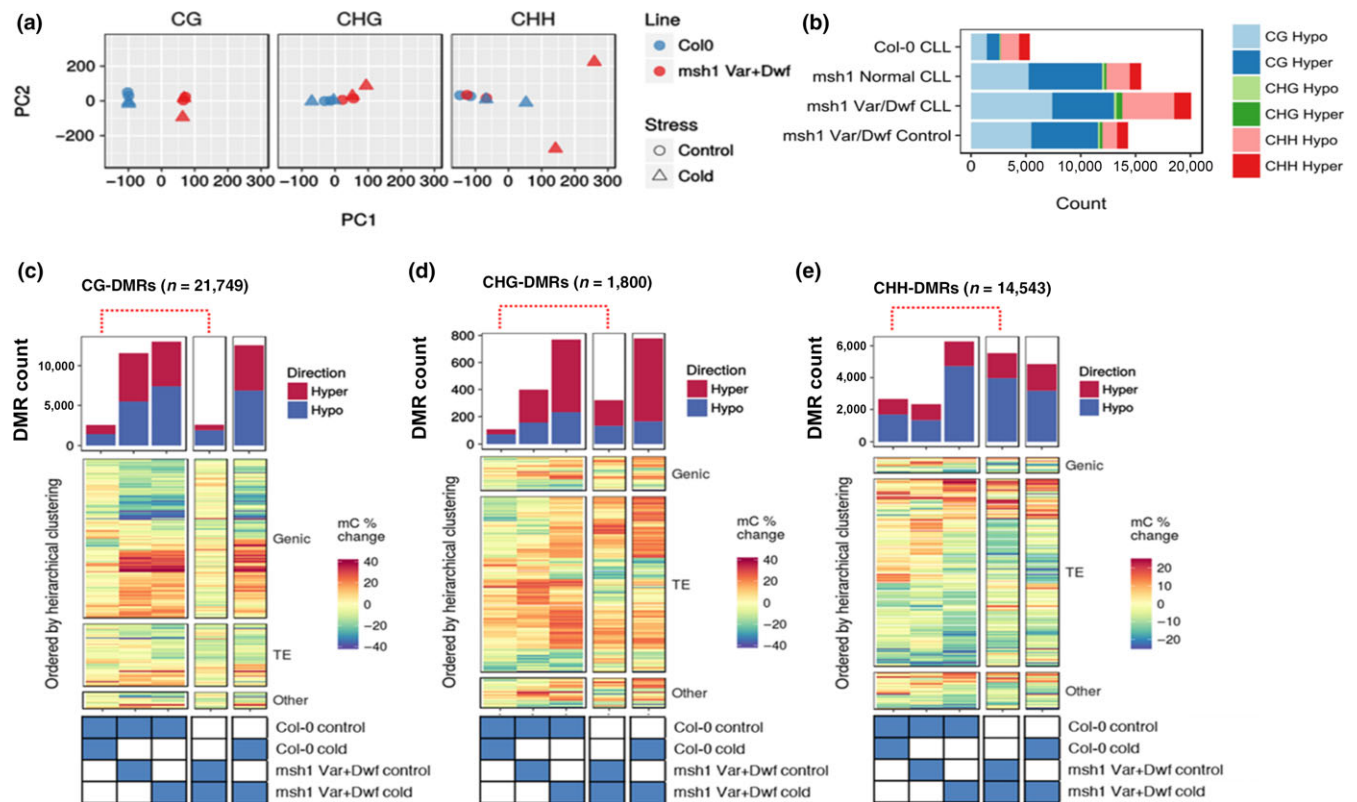 (a)
CG
CHG
CHH
PC2
200
0
−200
−100 0 100 200 300
−100 0 100 200 300
−100 0 100 200 300
PC1
Line
Col0
msh1 Var+Dwf
Stress
Control
Cold
(b)
Col-0 CLL
msh1 Normal CLL
msh1 Var/Dwf CLL
msh1 Var/Dwf Control
0 5,000 10,000 15,000 20,000
Count
CG Hypo
CG Hyper
CHG Hypo
CHG Hyper
CHH Hypo
CHH Hyper
(c)
CG-DMRs (n = 21,749)
DMR count
10,000
5,000
0
Direction
Hyper
Hypo
Ordered by heirarchical clustering
Genic
TE
Other
mC %
change
40
20
0
−20
−40
Col-0 control
Col-0 cold
msh1 Var+Dwf control
msh1 Var+Dwf cold
(d)
CHG-DMRs (n = 1,800)
DMR count
800
600
400
200
0
Direction
Hyper
Hypo
Ordered by heirarchical clustering
Genic
TE
Other
mC %
change
40
20
0
−20
−40
Col-0 control
Col-0 cold
msh1 Var+Dwf control
msh1 Var+Dwf cold
(e)
CHH-DMRs (n = 14,543)
DMR count
6,000
4,000
2,000
0
Direction
Hyper
Hypo
Ordered by heirarchical clustering
Genic
TE
Other
mC %
change
20
10
0
−10
−20
Col-0 control
Col-0 cold
msh1 Var+Dwf control
msh1 Var+Dwf cold